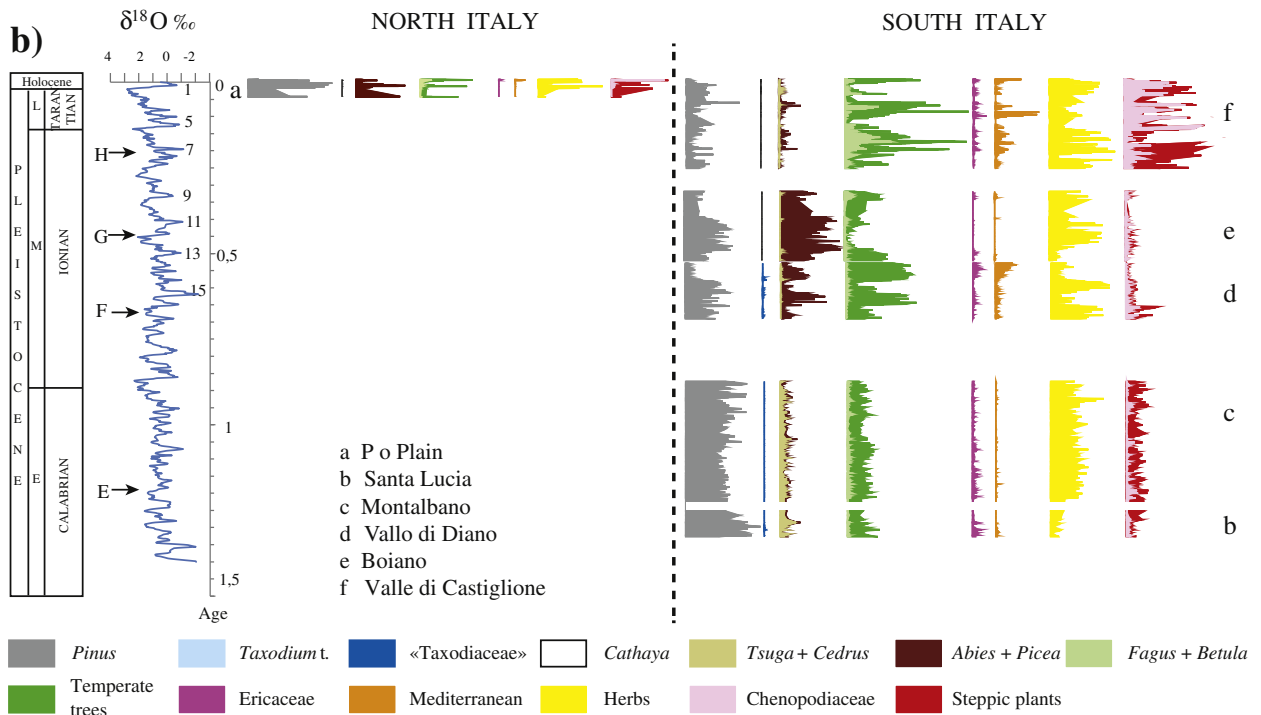 b)
δ18O ‰
NORTH ITALY
SOUTH ITALY
4 2 0 -2
Holocene
L
TARAN
TIAN
PLEISTOCENE
M
IONIAN
E
CALABRIAN
H
G
F
E
1
5
7
9
11
13
15
0
0,5
1
1,5
Age
a
f
e
d
c
b
a P o Plain
b Santa Lucia
c Montalbano
d Vallo di Diano
e Boiano
f Valle di Castiglione
Pinus
Taxodium t.
«Taxodiaceae»
Cathaya
Tsuga + Cedrus
Abies + Picea
Fagus + Betula
Temperate
trees
Ericaceae
Mediterranean
Herbs
Chenopodiaceae
Steppic plants